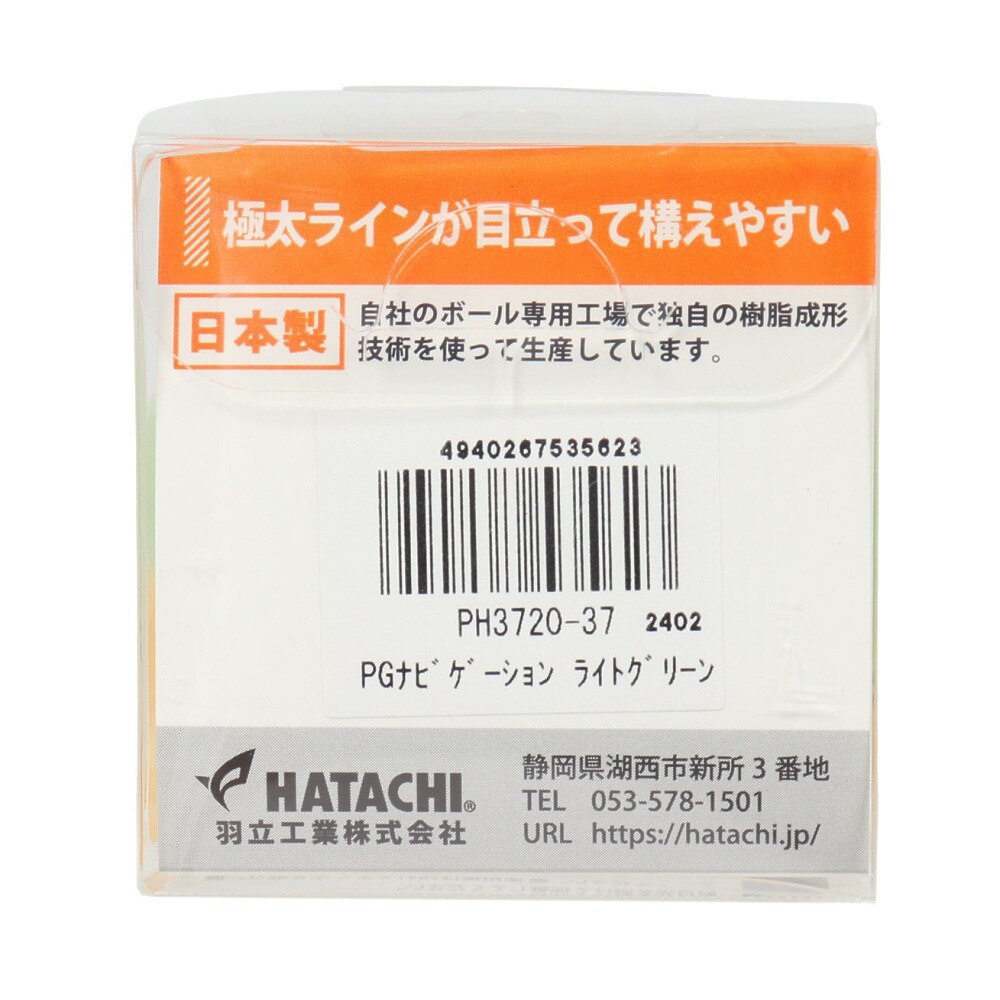 極太ラインが目立って構えやすい
日本製
自社のボール専用工場で独自の樹脂成形
技術を使って生産しています。
4940267535623
PH3720-37 2402
PGナビゲーション ライトグリーン
HATACHI®
羽立工業株式会社
静岡県湖西市新所3番地
TEL 053-578-1501
URL https://hatachi.jp/